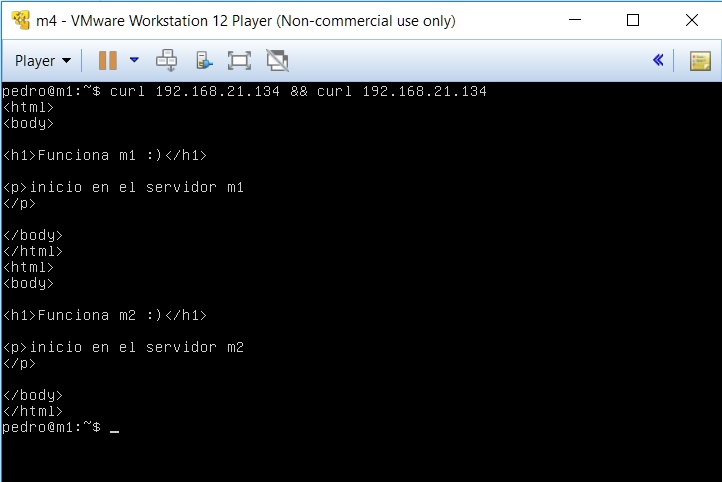 m4 - VMware Workstation 12 Player (Non-commercial use only)
Player
pedro@m1:~$ curl 192.168.21.134 && curl 192.168.21.134
<html>
<body>
<h1>Funciona m1 :)</h1>
<p>inicio en el servidor m1
</p>
</body>
</html>
<html>
<body>
<h1>Funciona m2 :)</h1>
<p>inicio en el servidor m2
</p>
</body>
</html>
pedro@m1:~$ _